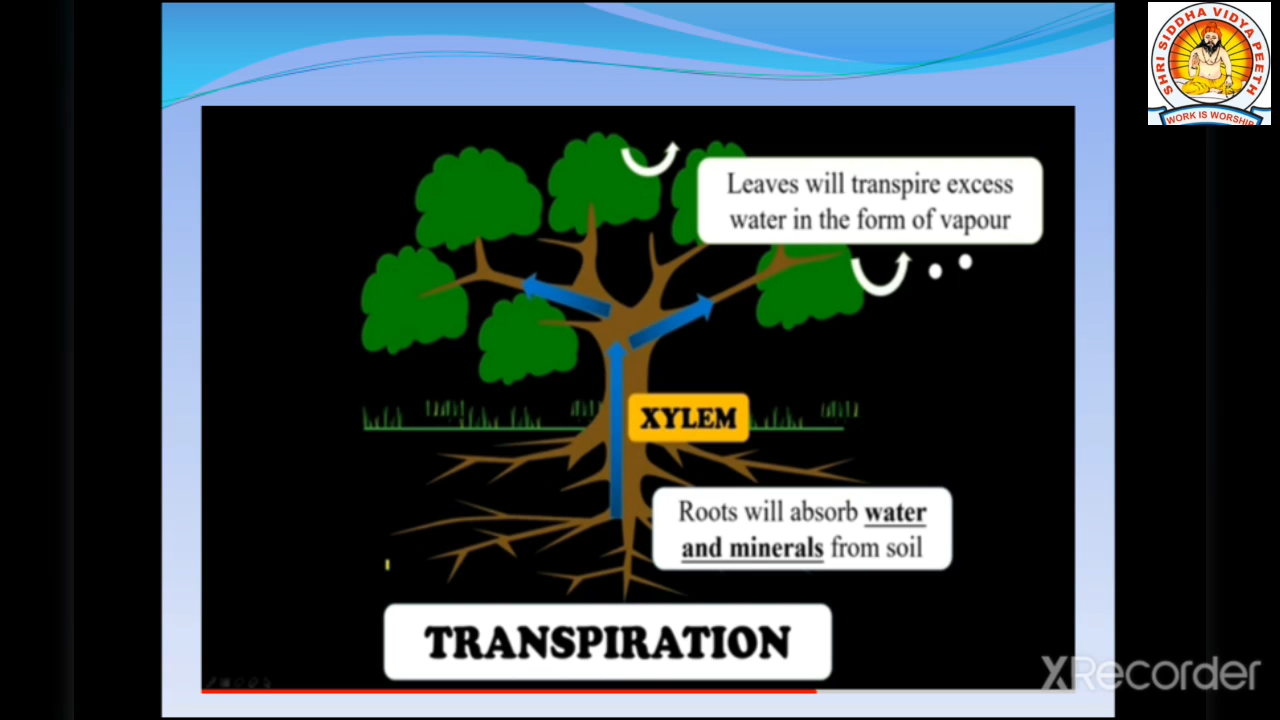 SHRI SIDDHA VIDYA PEETH
WORK IS WORSHIP
Leaves will transpire excess
water in the form of vapour
XYLEM
Roots will absorb water
and minerals from soil
TRANSPIRATION
XRecorder